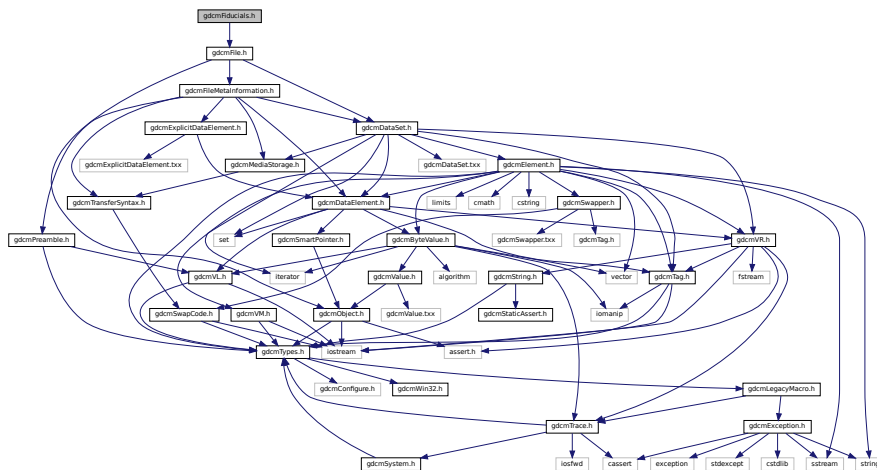 gdcmFiducials.h
gdcmFile.h
gdcmFileMetaInformation.h
gdcmExplicitDataElement.h
gdcmDataSet.h
gdcmExplicitDataElement.txx
gdcmMediaStorage.h
gdcmDataSet.txx
gdcmElement.h
gdcmTransferSyntax.h
gdcmDataElement.h
limits
cmath
cstring
gdcmSwapper.h
gdcmPreamble.h
set
gdcmSmartPointer.h
gdcmByteValue.h
gdcmSwapper.txx
gdcmTag.h
gdcmVR.h
gdcmVL.h
iterator
gdcmValue.h
algorithm
gdcmString.h
vector
gdcmTag.h
fstream
gdcmSwapCode.h
gdcmVM.h
gdcmObject.h
gdcmValue.txx
gdcmStaticAssert.h
iomanip
gdcmTypes.h
iostream
assert.h
gdcmConfigure.h
gdcmWin32.h
gdcmLegacyMacro.h
gdcmTrace.h
gdcmException.h
gdcmSystem.h
iosfwd
cassert
exception
stdexcept
cstdlib
sstream
string